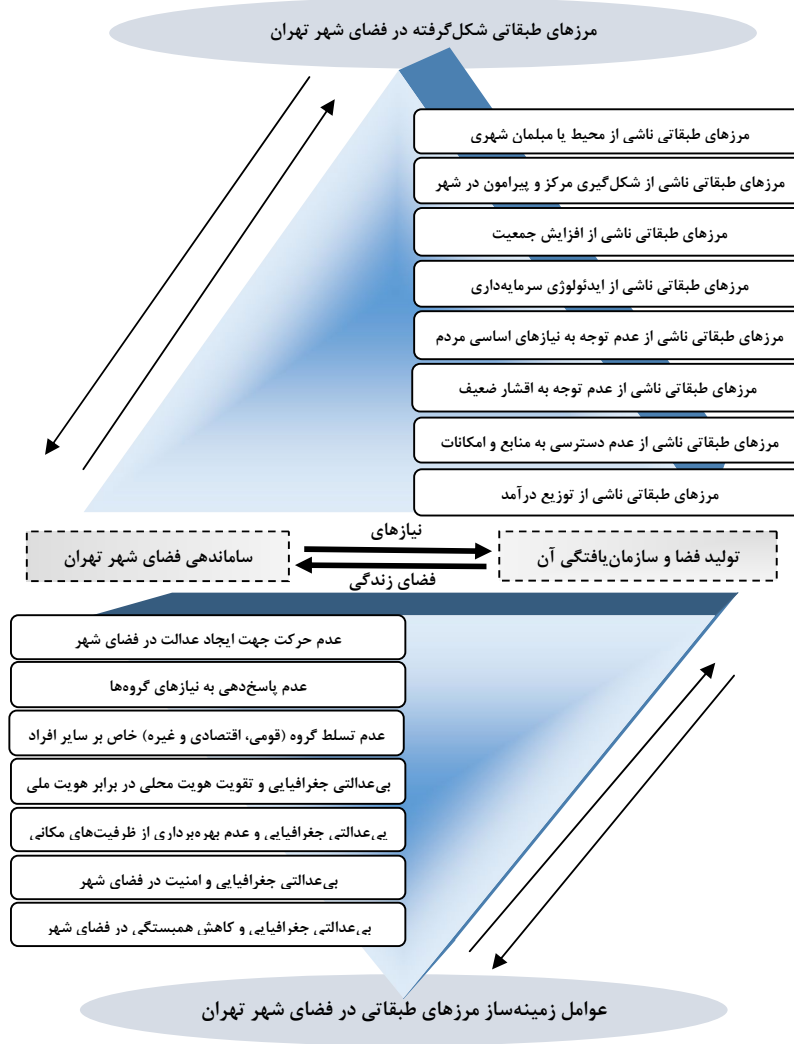 مرزهای طبقاتی شکل‌گرفته در فضای شهر تهران
مرزهای طبقاتی ناشی از محیط یا مبلمان شهری
مرزهای طبقاتی ناشی از شکل‌گیری مرکز و پیرامون در شهر
مرزهای طبقاتی ناشی از افزایش جمعیت
مرزهای طبقاتی ناشی از ایدئولوژی سرمایه‌داری
مرزهای طبقاتی ناشی از عدم توجه به نیازهای اساسی مردم
مرزهای طبقاتی ناشی از عدم توجه به اقشار ضعیف
مرزهای طبقاتی ناشی از عدم دسترسی به منابع و امکانات
مرزهای طبقاتی ناشی از توزیع درآمد
تولید فضا و سازمان‌یافتگی آن
نیازهای
فضای زندگی
ساماندهی فضای شهر تهران
عدم حرکت جهت ایجاد عدالت در فضای شهر
عدم پاسخ‌دهی به نیازهای گروه‌ها
عدم تسلط گروه (قومی، اقتصادی و غیره) خاص بر سایر افراد
بی‌عدالتی جغرافیایی و تقویت هویت محلی در برابر هویت ملی
بی‌عدالتی جغرافیایی و عدم بهره‌برداری از ظرفیت‌های مکانی
بی‌عدالتی جغرافیایی و امنیت در فضای شهر
بی‌عدالتی جغرافیایی و کاهش همبستگی در فضای شهر
عوامل زمینه‌ساز مرزهای طبقاتی در فضای شهر تهران